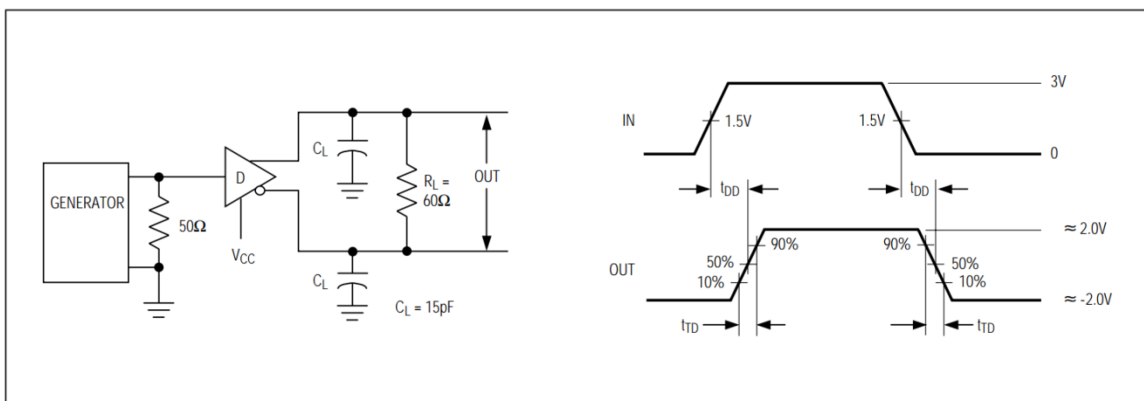 GENERATOR
50Ω
D
VCC
CL
CL
RL =
60Ω
OUT
CL = 15pF
IN
1.5V
1.5V
3V
0
tDD
tDD
OUT
90%
50%
10%
90%
50%
10%
≈ 2.0V
≈ -2.0V
tTD
tTD